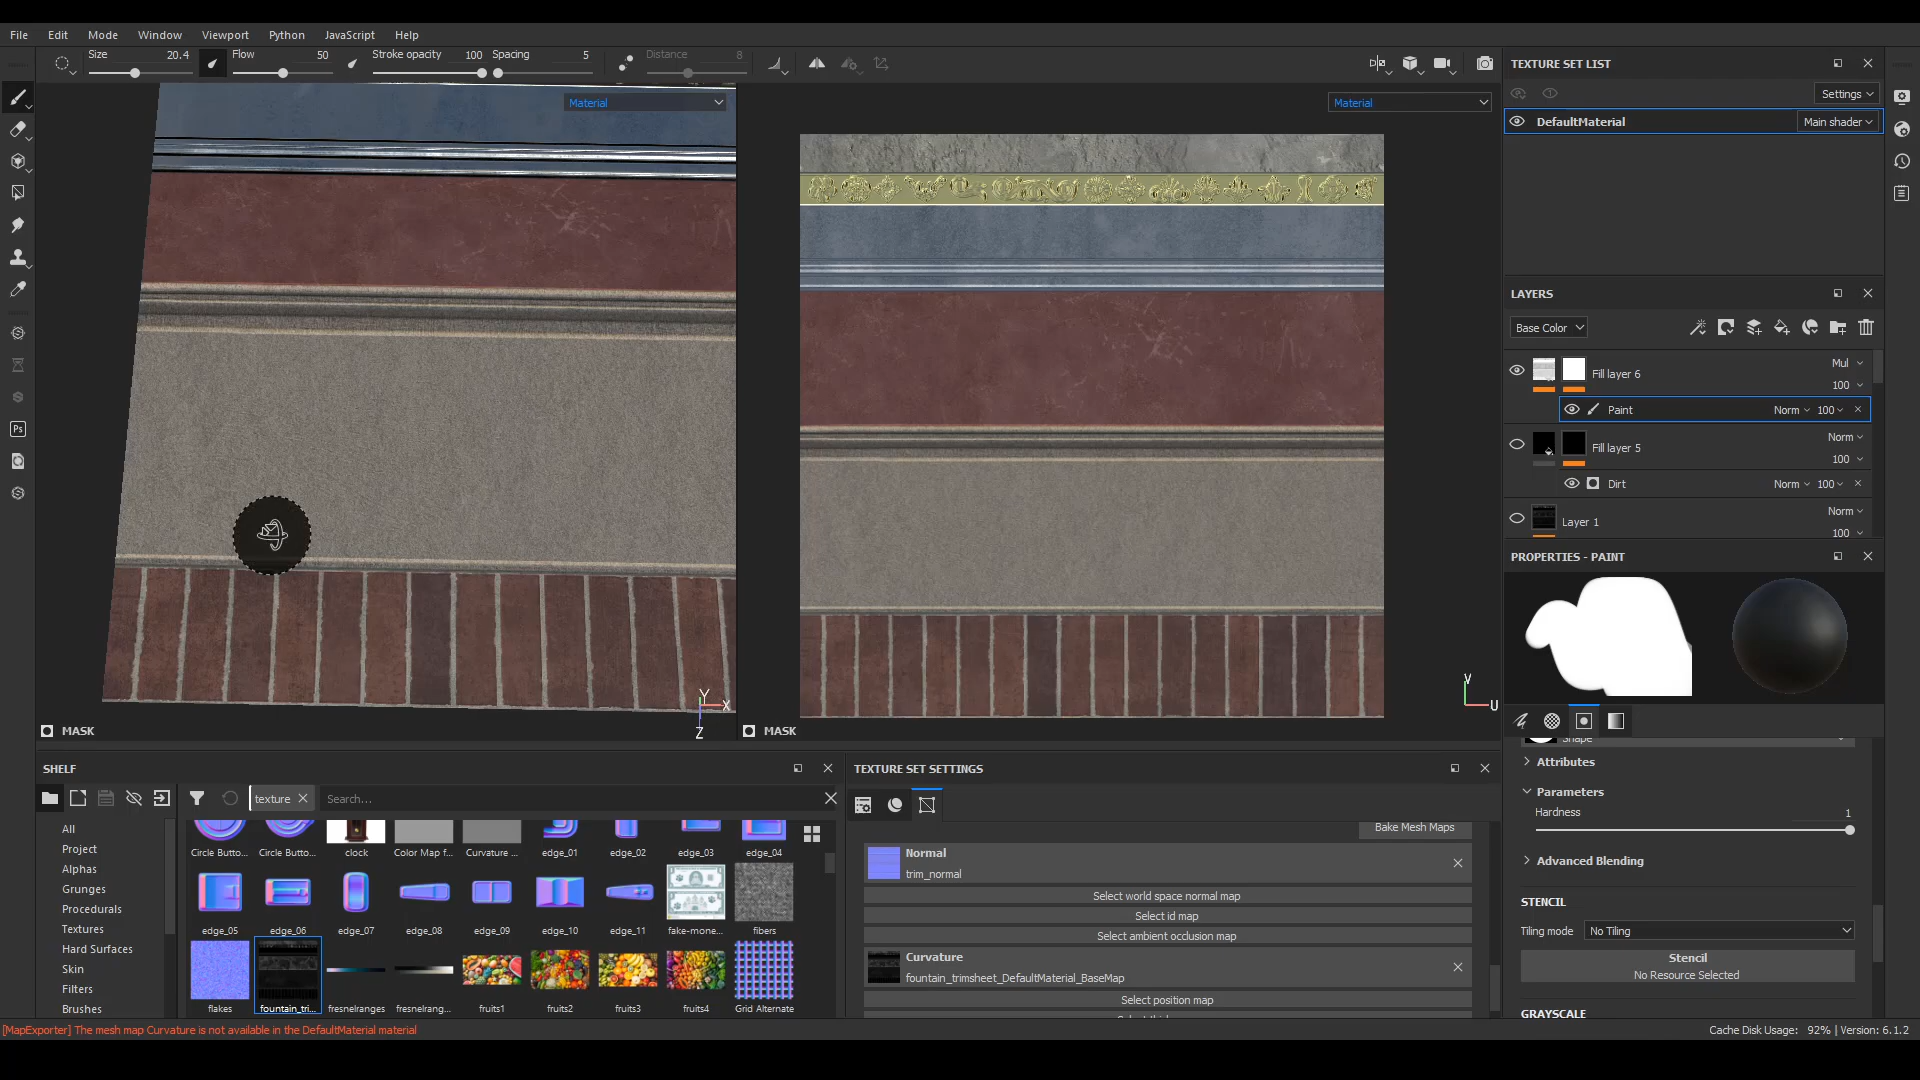 File Edit Mode Window Viewport Python JavaScript Help
Size 20.4 Flow 50 Stroke opacity 100 Spacing 5 Distance 8
TEXTURE SET LIST
Settings
DefaultMaterial Main shader
Material
Material
LAYERS
Base Color
Fill layer 6 Mul
100
Paint Norm 100
Fill layer 5 Norm
100
Dirt Norm 100
Layer 1 Norm
100
PROPERTIES - PAINT
Ps
Y
X
Z
V
U
MASK
MASK
Shape
Attributes
Parameters
Hardness 1
Advanced Blending
STENCIL
Tiling mode No Tiling
Stencil
No Resource Selected
GRAYSCALE
SHELF
texture Search...
All
Project
Alphas
Grunges
Procedurals
Textures
Hard Surfaces
Skin
Filters
Brushes
Circle Butto... Circle Butto... clock Color Map f... Curvature ... edge_01 edge_02 edge_03 edge_04
edge_05 edge_06 edge_07 edge_08 edge_09 edge_10 edge_11 fake-mone... fibers
flakes fountain_tri... fresnelranges fresnelrang... fruits1 fruits2 fruits3 fruits4 Grid Alternate
TEXTURE SET SETTINGS
Bake Mesh Maps
Normal
trim_normal
Select world space normal map
Select id map
Select ambient occlusion map
Curvature
fountain_trimsheet_DefaultMaterial_BaseMap
Select position map
[MapExporter] The mesh map Curvature is not available in the DefaultMaterial material
Cache Disk Usage: 92% | Version: 6.1.2